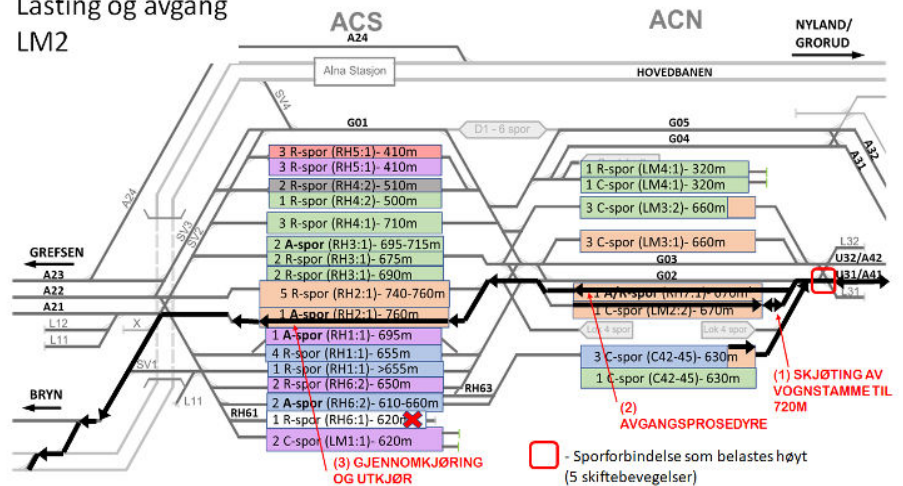 Lasting og avgang
LM2
ACS
ACN
NYLAND/
GRORUD
A24
Alna Stasjon
HOVEDBANEN
SV4
G01
D1 - 6 spor
G05
G04
A32
A31
A24
SV3
SV2
3 R-spor (RH5:1)- 410m
3 R-spor (RH5:1)- 410m
2 R-spor (RH4:2)- 510m
1 R-spor (RH4:2)- 500m
3 R-spor (RH4:1)- 710m
2 A-spor (RH3:1)- 695-715m
2 R-spor (RH3:1)- 675m
2 R-spor (RH3:1)- 690m
5 R-spor (RH2:1)- 740-760m
1 A-spor (RH2:1)- 760m
1 A-spor (RH1:1)- 695m
4 R-spor (RH1:1)- 655m
1 R-spor (RH1:1)- >655m
2 R-spor (RH6:2)- 650m
2 A-spor (RH6:2)- 610-660m
1 R-spor (RH6:1)- 620m
2 C-spor (LM1:1)- 620m
1 R-spor (LM4:1)- 320m
1 C-spor (LM4:1)- 320m
3 C-spor (LM3:2)- 660m
3 C-spor (LM3:1)- 660m
G03
G02
1 A/R-spor (RH7:1) 670m
1 C-spor (LM2:2)- 670m
Lok 4 spor
Lok 4 spor
3 C-spor (C42-45)- 630m
1 C-spor (C42-45)- 630m
L32
U32/A42
U31/A41
L31
GREFSEN
A23
A22
A21
L12
L11
X
SV1
L11
BRYN
RH61
RH63
(1) SKJØTING AV
VOGNSTAMME TIL
720M
(2)
AVGANGSPROSEDYRE
(3) GJENNOMKJØRING
OG UTKJØR
- Sporforbindelse som belastes høyt
(5 skiftebevegelser)